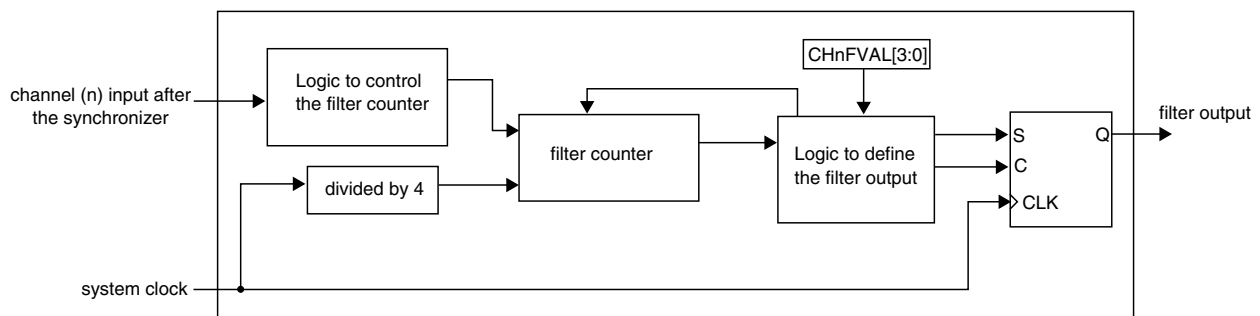 channel (n) input after
the synchronizer
Logic to control
the filter counter
CHnFVAL[3:0]
filter counter
divided by 4
Logic to define
the filter output
S
Q
C
CLK
filter output
system clock